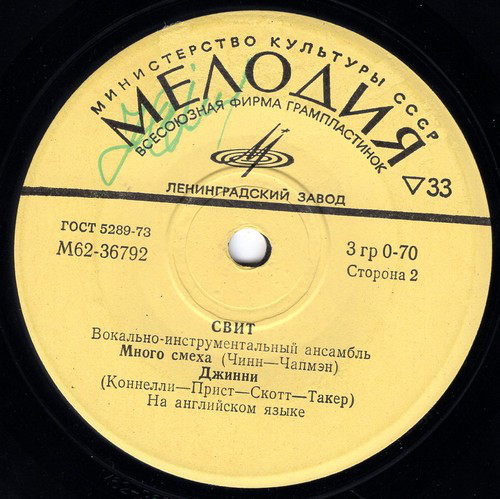 МИНИСТЕРСТВО КУЛЬТУРЫ СССР
МЕЛОДИЯ
ВСЕСОЮЗНАЯ ФИРМА ГРАМПЛАСТИНОК
ЛЕНИНГРАДСКИЙ ЗАВОД
▽33
ГОСТ 5289-73
М62-36792
3 гр 0-70
Сторона 2
СВИТ
Вокально-инструментальный ансамбль
Много смеха (Чинн—Чапмэн)
Джинни
(Коннелли—Прист—Скотт—Такер)
На английском языке